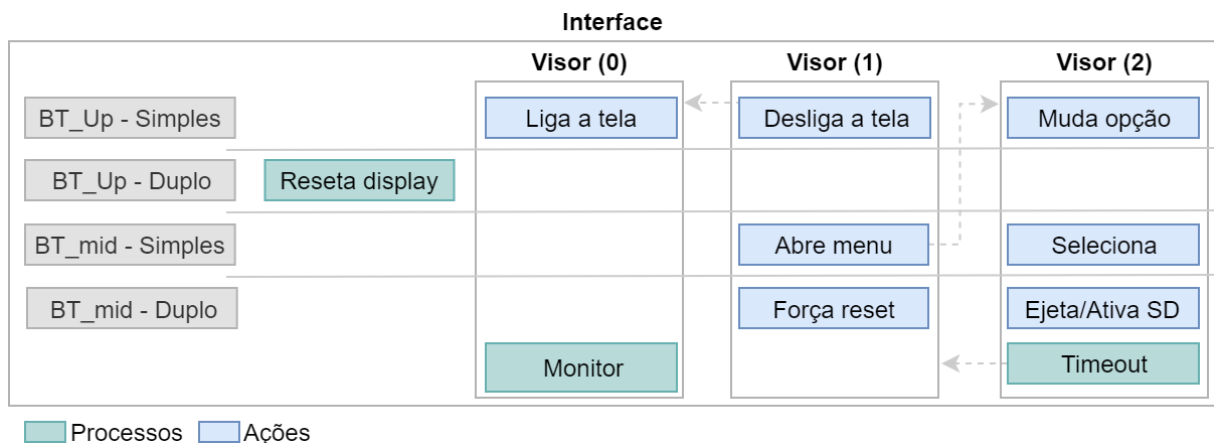 Interface
Visor (0) Visor (1) Visor (2)
BT_Up - Simples Liga a tela Desliga a tela Muda opção
BT_Up - Duplo Reseta display
BT_mid - Simples Abre menu Seleciona
BT_mid - Duplo Força reset Ejeta/Ativa SD
Monitor Timeout
Processos Ações